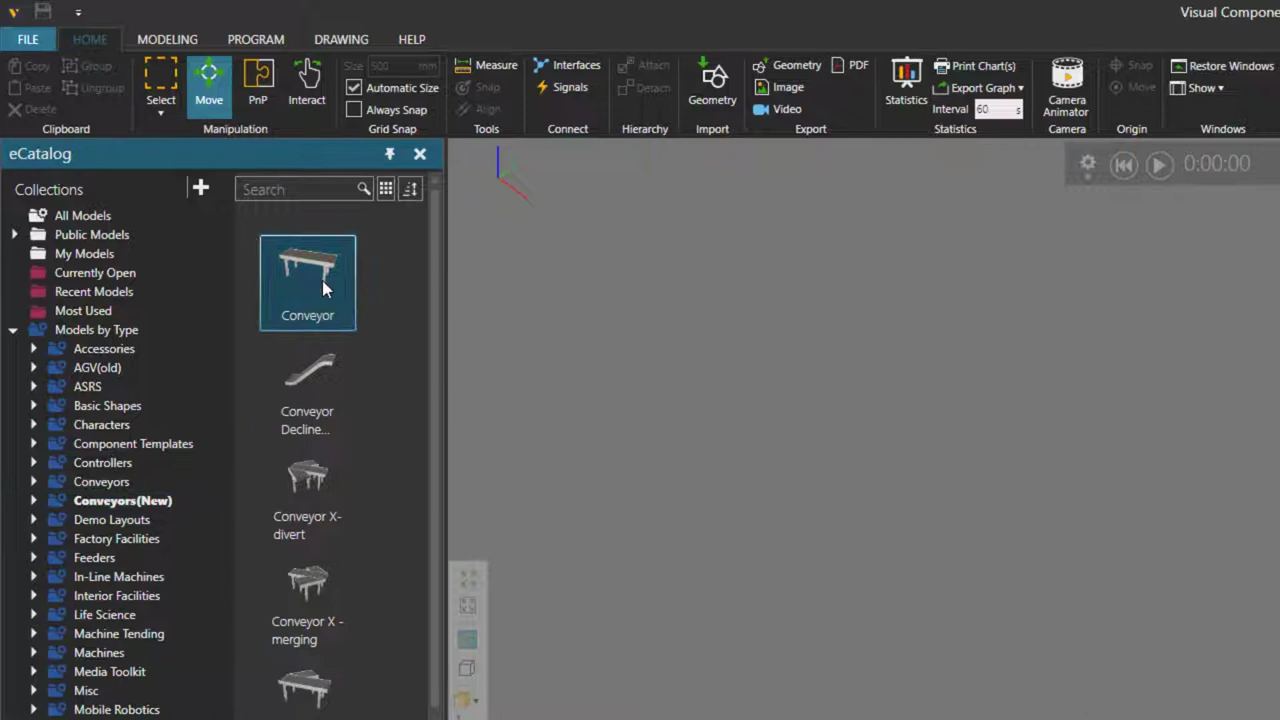 Visual Compone
FILE
HOME
MODELING
PROGRAM
DRAWING
HELP
Copy
Group
Paste
Ungroup
Delete
Clipboard
Select
Move
PnP
Interact
Manipulation
Size 500 mm
Automatic Size
Always Snap
Grid Snap
Measure
Snap
Align
Tools
Interfaces
Signals
Connect
Attach
Detach
Hierarchy
Geometry
Import
Geometry
PDF
Image
Video
Export
Statistics
Print Chart(s)
Export Graph
Interval 60 s
Statistics
Camera
Animator
Camera
Snap
Move
Origin
Restore Windows
Show
Windows
eCatalog
Collections
Search
All Models
Public Models
My Models
Currently Open
Recent Models
Most Used
Models by Type
Accessories
AGV(old)
ASRS
Basic Shapes
Characters
Component Templates
Controllers
Conveyors
Conveyors(New)
Demo Layouts
Factory Facilities
Feeders
In-Line Machines
Interior Facilities
Life Science
Machine Tending
Machines
Media Toolkit
Misc
Mobile Robotics
Conveyor
Conveyor
Decline...
Conveyor X-
divert
Conveyor X -
merging
0:00:00